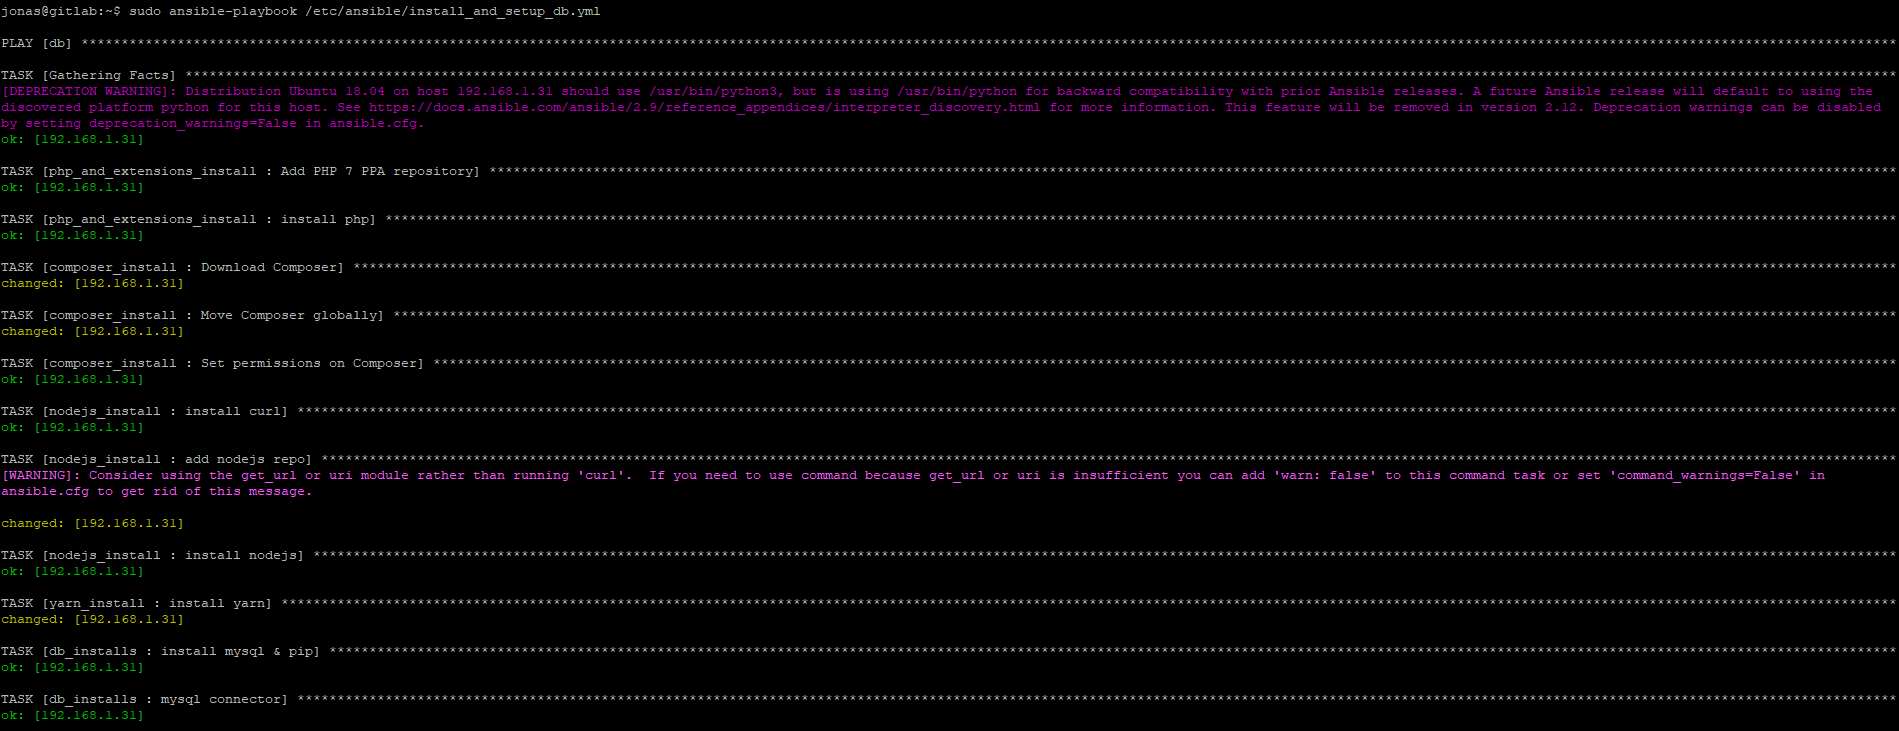 jonas@gitlab:~$ sudo ansible-playbook /etc/ansible/install_and_setup_db.yml
PLAY [db] ****************************************************************************************************
TASK [Gathering Facts] ****************************************************************************************************
[DEPRECATION WARNING]: Distribution Ubuntu 18.04 on host 192.168.1.31 should use /usr/bin/python3, but is using /usr/bin/python for backward compatibility with prior Ansible releases. A future Ansible release will default to using the
discovered platform python for this host. See https://docs.ansible.com/ansible/2.9/reference_appendices/interpreter_discovery.html for more information. This feature will be removed in version 2.12. Deprecation warnings can be disabled
by setting deprecation_warnings=False in ansible.cfg.
ok: [192.168.1.31]
TASK [php_and_extensions_install : Add PHP 7 PPA repository] ****************************************************************************************************
ok: [192.168.1.31]
TASK [php_and_extensions_install : install php] ****************************************************************************************************
ok: [192.168.1.31]
TASK [composer_install : Download Composer] ****************************************************************************************************
changed: [192.168.1.31]
TASK [composer_install : Move Composer globally] ****************************************************************************************************
changed: [192.168.1.31]
TASK [composer_install : Set permissions on Composer] ****************************************************************************************************
ok: [192.168.1.31]
TASK [nodejs_install : install curl] ****************************************************************************************************
ok: [192.168.1.31]
TASK [nodejs_install : add nodejs repo] ****************************************************************************************************
[WARNING]: Consider using the get_url or uri module rather than running 'curl'.  If you need to use command because get_url or uri is insufficient you can add 'warn: false' to this command task or set 'command_warnings=False' in
ansible.cfg to get rid of this message.
changed: [192.168.1.31]
TASK [nodejs_install : install nodejs] ****************************************************************************************************
ok: [192.168.1.31]
TASK [yarn_install : install yarn] ****************************************************************************************************
changed: [192.168.1.31]
TASK [db_installs : install mysql & pip] ****************************************************************************************************
ok: [192.168.1.31]
TASK [db_installs : mysql connector] ****************************************************************************************************
ok: [192.168.1.31]